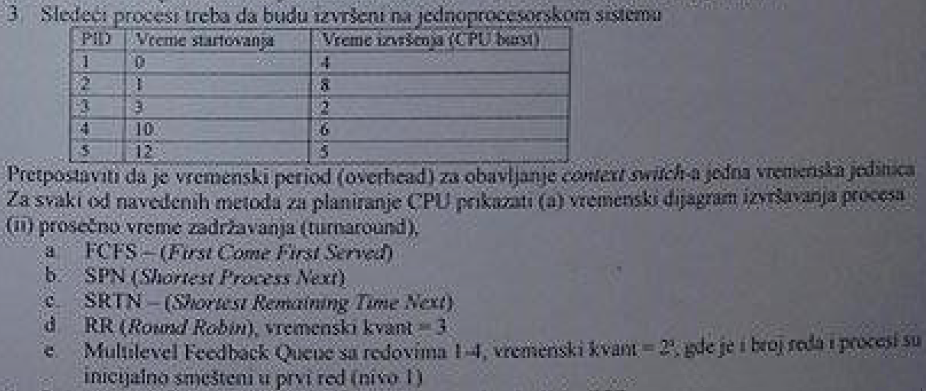 3. Sledeći procesi treba da budu izvršeni na jednoprocesorskom sistemu
PID Vreme startovanja Vreme izvršenja (CPU burst)
1 0 4
2 1 8
3 3 2
4 10 6
5 12 5
Pretpostaviti da je vremenski period (overhead) za obavljanje context switch-a jedna vremenska jedinica
Za svaki od navedenih metoda za planiranje CPU prikazati (a) vremenski dijagram izvršavanja procesa
(ii) prosečno vreme zadržavanja (turnaround),
a. FCFS – (First Come First Served)
b. SPN (Shortest Process Next)
c. SRTN – (Shortest Remaining Time Next)
d RR (Round Robin), vremenski kvant = 3
e. Multilevel Feedback Queue sa redovima 1-4, vremenski kvant = 2ⁱ, gde je i broj reda i procesi su
inicijalno smešteni u prvi red (nivo 1)